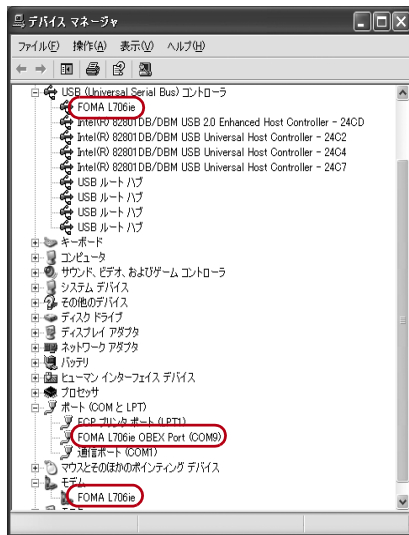 デバイス マネージャ
ファイル(F) 操作(A) 表示(V) ヘルプ(H)
USB (Universal Serial Bus) コントローラ
FOMA L706ie
Intel(R) 82801DB/DBM USB 2.0 Enhanced Host Controller - 24CD
Intel(R) 82801DB/DBM USB Universal Host Controller - 24C2
Intel(R) 82801DB/DBM USB Universal Host Controller - 24C4
Intel(R) 82801DB/DBM USB Universal Host Controller - 24C7
USB ルート ハブ
USB ルート ハブ
USB ルート ハブ
USB ルート ハブ
キーボード
コンピュータ
サウンド、ビデオ、およびゲーム コントローラ
システム デバイス
その他のデバイス
ディスク ドライブ
ディスプレイ アダプタ
ネットワーク アダプタ
バッテリ
ヒューマン インターフェイス デバイス
プロセッサ
ポート (COM と LPT)
ECP プリンタ ポート (LPT1)
FOMA L706ie OBEX Port (COM9)
通信ポート (COM1)
マウスとそのほかのポインティング デバイス
モデム
FOMA L706ie